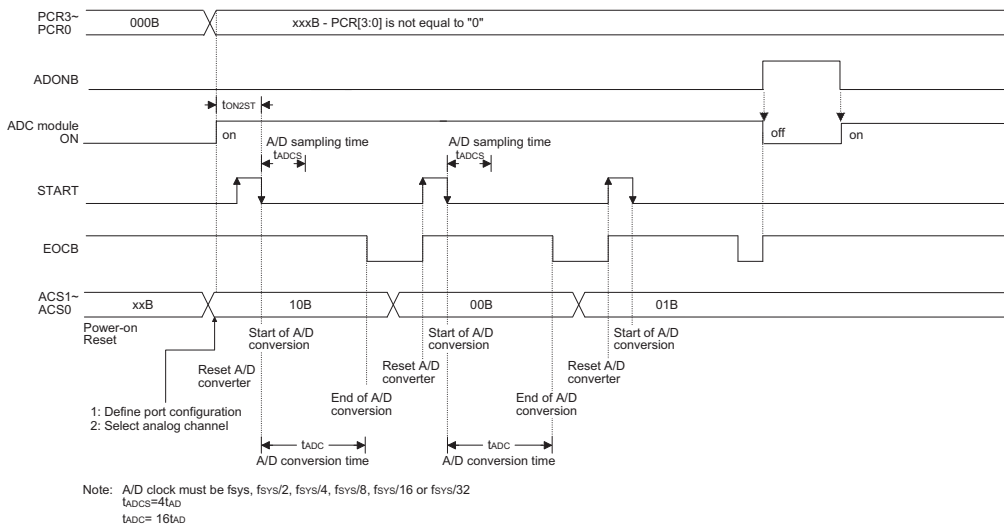 PCR3~
PCR0
000B
xxxB - PCR[3:0] is not equal to "0"
ADONB
tON2ST
ADC module
ON
on
off
on
A/D sampling time
tADCS
A/D sampling time
tADCS
START
EOCB
ACS1~
ACS0
xxB
10B
00B
01B
Power-on
Reset
Start of A/D
conversion
Start of A/D
conversion
Start of A/D
conversion
Reset A/D
converter
Reset A/D
converter
Reset A/D
converter
End of A/D
conversion
End of A/D
conversion
1: Define port configuration
2: Select analog channel
tADC
A/D conversion time
tADC
A/D conversion time
Note: A/D clock must be fsys, fSYS/2, fSYS/4, fSYS/8, fSYS/16 or fSYS/32
tADCS=4tAD
tADC= 16tAD